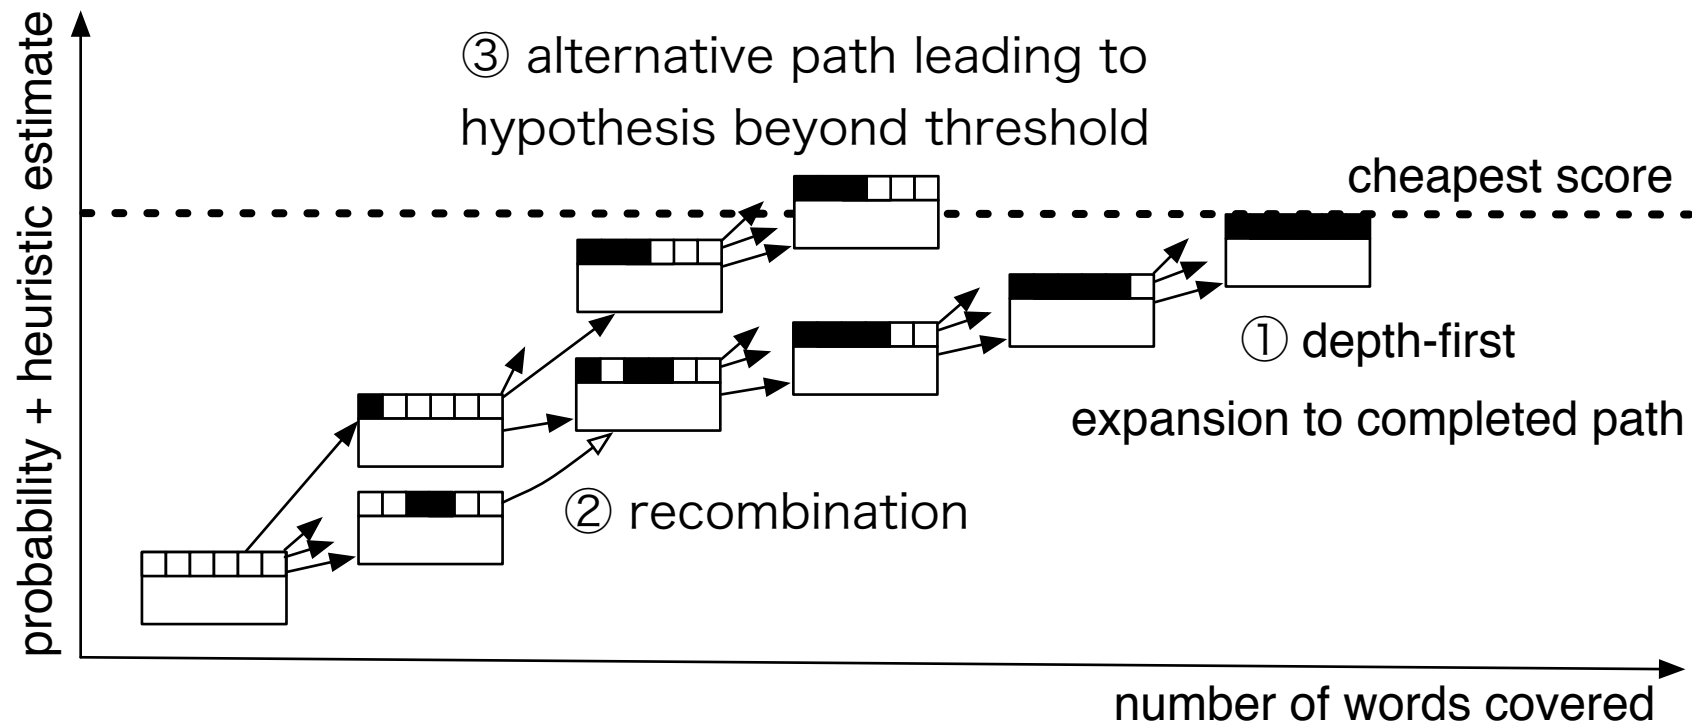 probability + heuristic estimate
③ alternative path leading to
hypothesis beyond threshold
cheapest score
① depth-first
expansion to completed path
② recombination
number of words covered